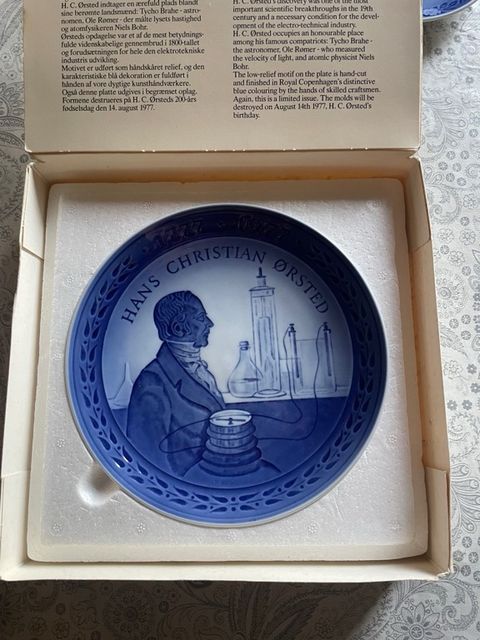 H. C. Ørsted indtager en ærefuld plads blandt
sine berømte landsmænd: Tycho Brahe - astro-
nomen, Ole Rømer - der målte lysets hastighed
og atomfysikeren Niels Bohr.
Ørsteds opdagelse var et af de mest betydnings-
fulde videnskabelige gennembrud i 1800-tallet
og forudsætningen for hele den elektrotekniske
industris udvikling.
Motivet er udført som håndskåret relief, og den
karakteristiske blå dekoration er fuldført i
hånden af vore dygtige kunsthåndværkere.
Også denne platte udgives i begrænset oplag.
Formene destrueres på H. C. Ørsteds 200-års
fødselsdag den 14. august 1977.
H. C. Ørsted's discovery was one of the most
important scientific breakthroughs in the 19th
century and a necessary condition for the devel-
opment of the electro-technical industry.
H. C. Ørsted occupies an honourable place
among his famous compatriots: Tycho Brahe -
the astronomer, Ole Rømer - who measured
the velocity of light, and atomic physicist Niels
Bohr.
The low-relief motif on the plate is hand-cut
and finished in Royal Copenhagen's distinctive
blue colouring by the hands of skilled craftsmen.
Again, this is a limited issue. The molds will be
destroyed on August 14th 1977, H. C. Ørsted's
birthday.
1777 1977
HANS CHRISTIAN ØRSTED